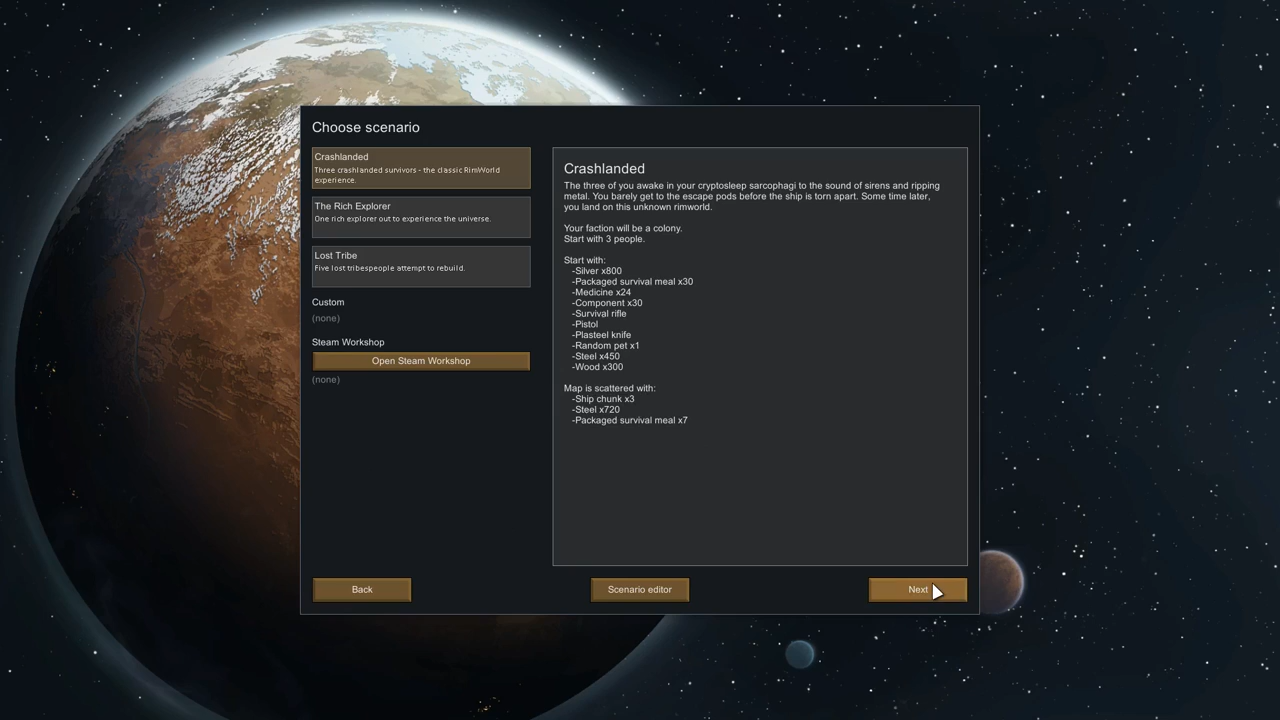 Choose scenario
Crashlanded
Three crashlanded survivors - the classic RimWorld
experience.
The Rich Explorer
One rich explorer out to experience the universe.
Lost Tribe
Five lost tribespeople attempt to rebuild.
Custom
(none)
Steam Workshop
Open Steam Workshop
(none)
Crashlanded
The three of you awake in your cryptosleep sarcophagi to the sound of sirens and ripping
metal. You barely get to the escape pods before the ship is torn apart. Some time later,
you land on this unknown rimworld.
Your faction will be a colony.
Start with 3 people.
Start with:
-Silver x800
-Packaged survival meal x30
-Medicine x24
-Component x30
-Survival rifle
-Pistol
-Plasteel knife
-Random pet x1
-Steel x450
-Wood x300
Map is scattered with:
-Ship chunk x3
-Steel x720
-Packaged survival meal x7
Back
Scenario editor
Next